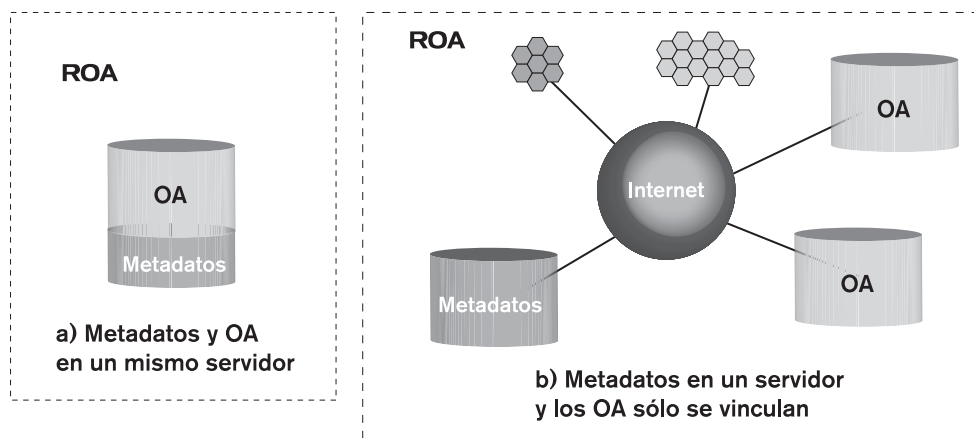 ROA
OA
Metadatos
a) Metadatos y OA
en un mismo servidor
ROA
OA
Internet
OA
Metadatos
b) Metadatos en un servidor
y los OA sólo se vinculan